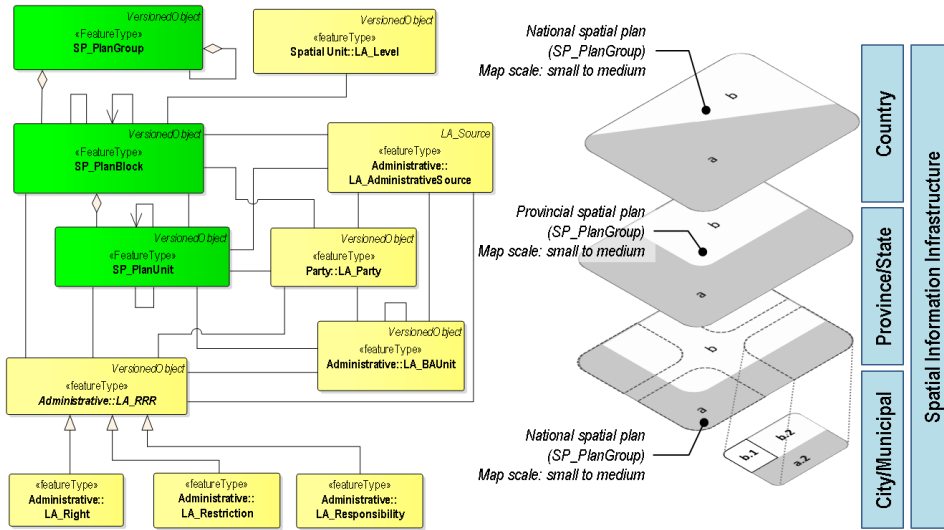 VersionedObject
«FeatureType»
SP_PlanGroup
VersionedObject
«featureType»
Spatial Unit::LA_Level
VersionedObject
«FeatureType»
SP_PlanBlock
LA_Source
«featureType»
Administrative::
LA_AdministrativeSource
VersionedObject
«FeatureType»
SP_PlanUnit
VersionedObject
«featureType»
Party::LA_Party
VersionedObject
«featureType»
Administrative::LA_BAUnit
VersionedObject
«featureType»
Administrative::LA_RRR
«featureType»
Administrative::
LA_Right
«featureType»
Administrative::
LA_Restriction
«featureType»
Administrative::
LA_Responsibility
National spatial plan
(SP_PlanGroup)
Map scale: small to medium
b
a
Provincial spatial plan
(SP_PlanGroup)
Map scale: small to medium
b
a
b
a
National spatial plan
(SP_PlanGroup)
Map scale: small to medium
b.1
b.2
a.2
Country
Province/State
City/Municipal
Spatial Information Infrastructure